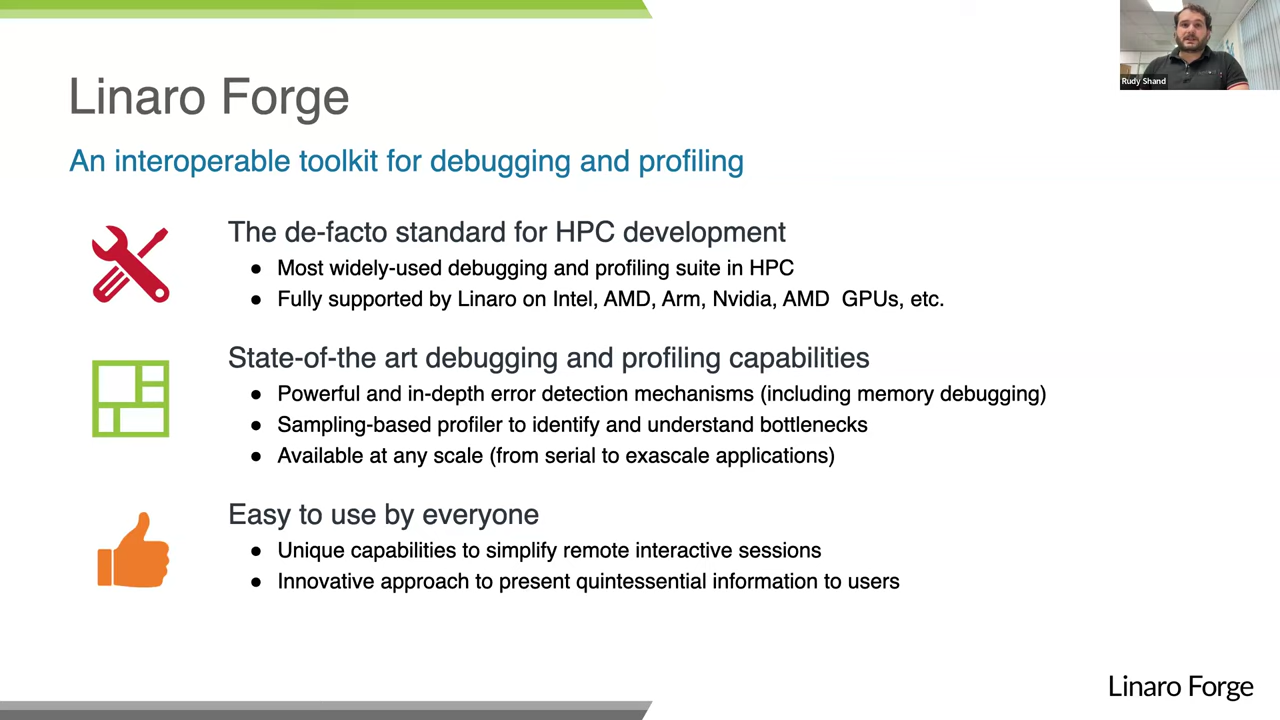 Rudy Shand
Linaro Forge
An interoperable toolkit for debugging and profiling
The de-facto standard for HPC development
● Most widely-used debugging and profiling suite in HPC
● Fully supported by Linaro on Intel, AMD, Arm, Nvidia, AMD  GPUs, etc.
State-of-the art debugging and profiling capabilities
● Powerful and in-depth error detection mechanisms (including memory debugging)
● Sampling-based profiler to identify and understand bottlenecks
● Available at any scale (from serial to exascale applications)
Easy to use by everyone
● Unique capabilities to simplify remote interactive sessions
● Innovative approach to present quintessential information to users
Linaro Forge